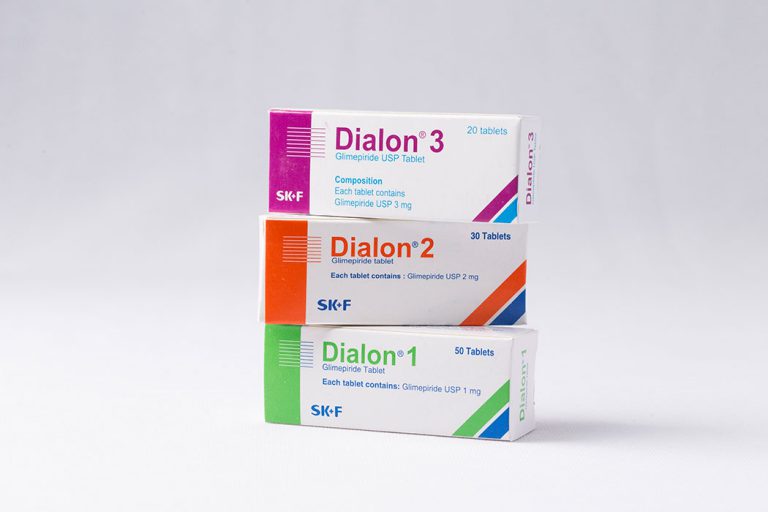 Dialon® 3
20 tablets
Glimepiride USP Tablet
Composition
Each tablet contains
Glimepiride USP 3 mg
SK+F
Dialon 3
Dialon® 2
30 Tablets
Glimepiride tablet
Each tablet contains : Glimepiride USP 2 mg
SK+F
Dialon® 1
50 Tablets
Glimepiride Tablet
Each tablet contains: Glimepiride USP 1 mg
SK+F
Dialon 1